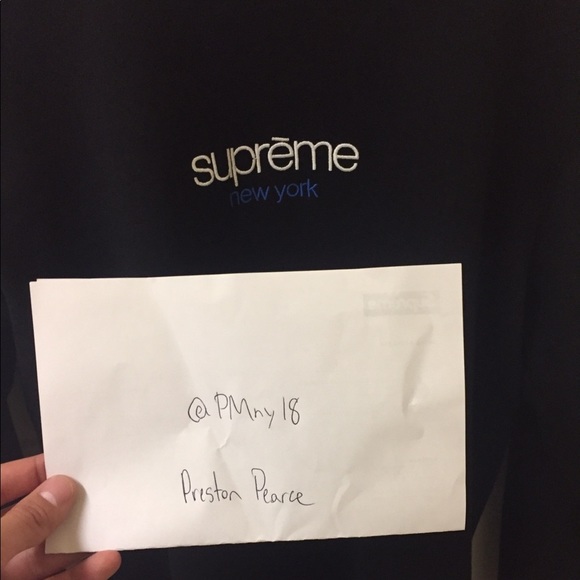 suprēme
new york
@PMny18
Preston Pearce